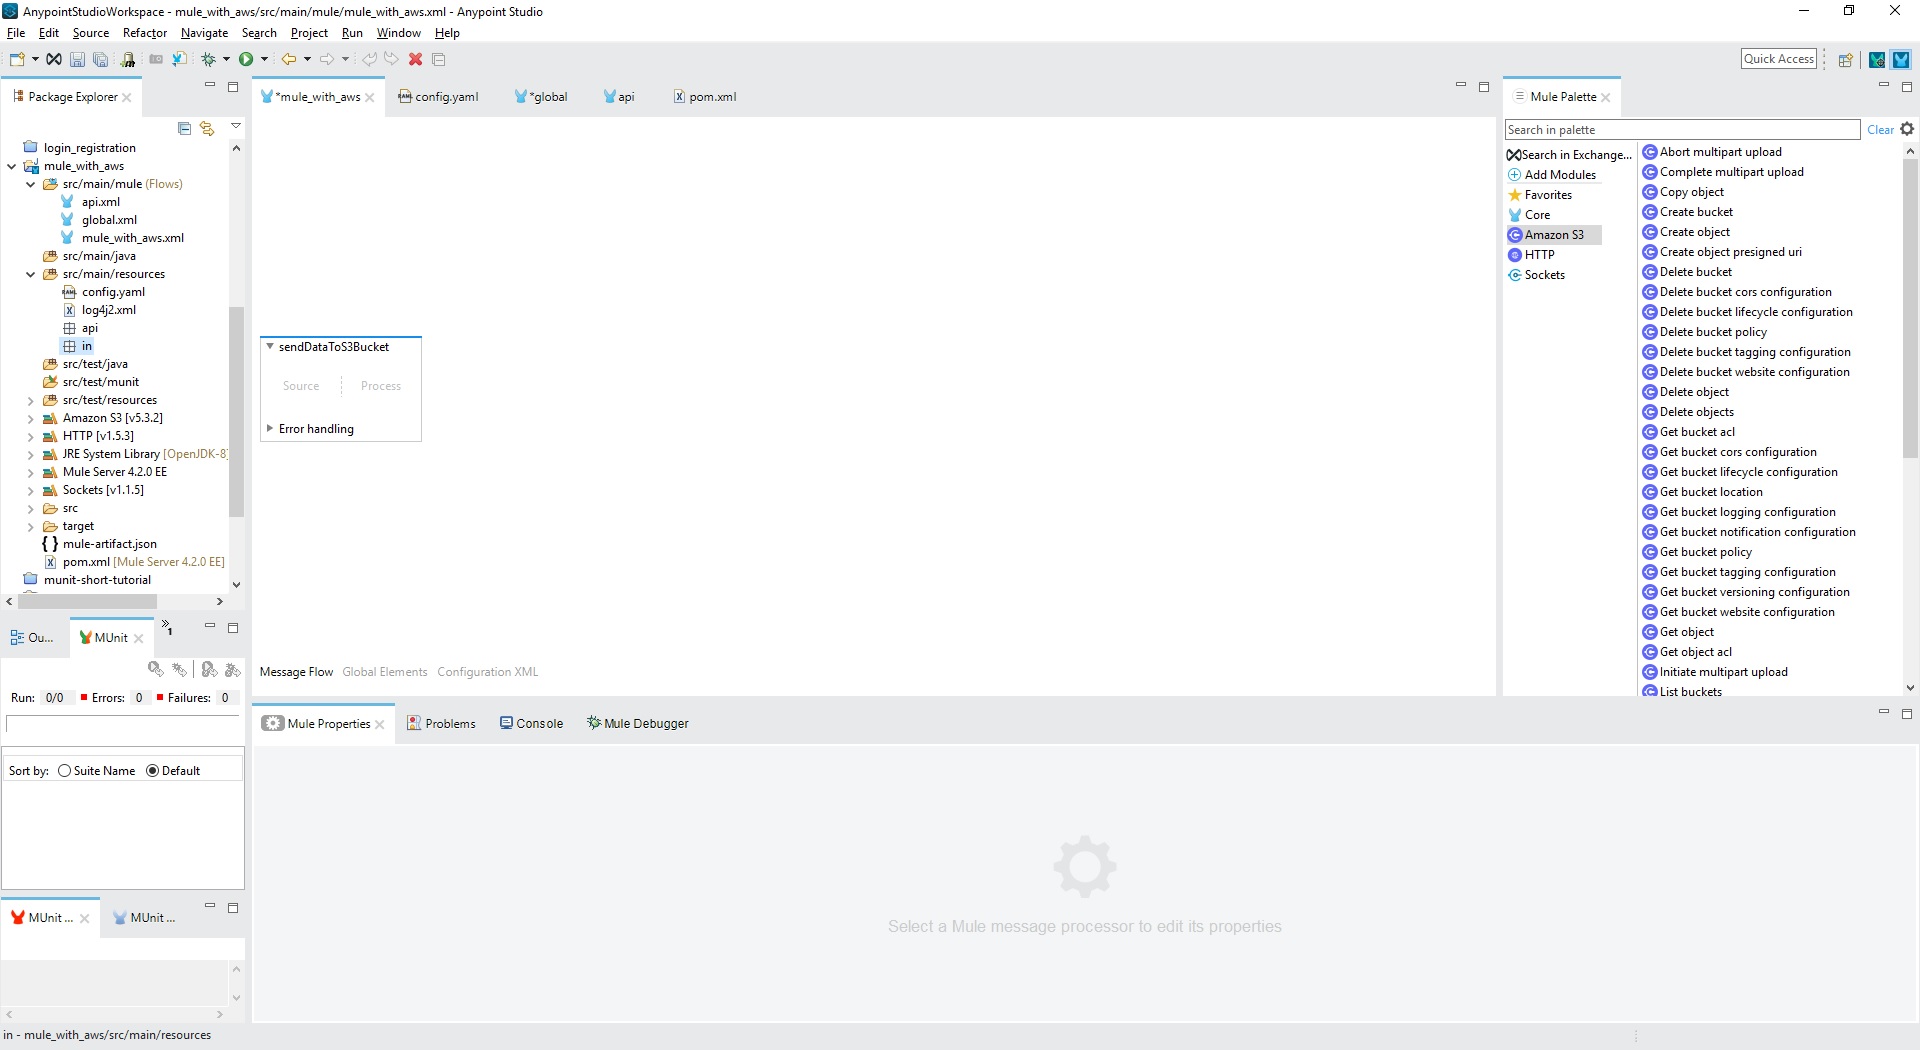 AnypointStudioWorkspace - mule_with_aws/src/main/mule/mule_with_aws.xml - Anypoint Studio
File Edit Source Refactor Navigate Search Project Run Window Help
Quick Access
Package Explorer
login_registration
mule_with_aws
src/main/mule (Flows)
api.xml
global.xml
mule_with_aws.xml
src/main/java
src/main/resources
config.yaml
log4j2.xml
api
in
src/test/java
src/test/munit
src/test/resources
Amazon S3 [v5.3.2]
HTTP [v1.5.3]
JRE System Library [OpenJDK-8]
Mule Server 4.2.0 EE
Sockets [v1.1.5]
src
target
mule-artifact.json
pom.xml [Mule Server 4.2.0 EE]
munit-short-tutorial
Ou... MUnit 1
Run: 0/0 Errors: 0 Failures: 0
Sort by: Suite Name Default
MUnit ... MUnit ...
in - mule_with_aws/src/main/resources
*mule_with_aws config.yaml *global api pom.xml
sendDataToS3Bucket
Source Process
Error handling
Message Flow Global Elements Configuration XML
Mule Properties Problems Console Mule Debugger
Select a Mule message processor to edit its properties
Mule Palette
Search in palette Clear
Search in Exchange...
Add Modules
Favorites
Core
Amazon S3
HTTP
Sockets
Abort multipart upload
Complete multipart upload
Copy object
Create bucket
Create object
Create object presigned uri
Delete bucket
Delete bucket cors configuration
Delete bucket lifecycle configuration
Delete bucket policy
Delete bucket tagging configuration
Delete bucket website configuration
Delete object
Delete objects
Get bucket acl
Get bucket cors configuration
Get bucket lifecycle configuration
Get bucket location
Get bucket logging configuration
Get bucket notification configuration
Get bucket policy
Get bucket tagging configuration
Get bucket versioning configuration
Get bucket website configuration
Get object
Get object acl
Initiate multipart upload
List buckets